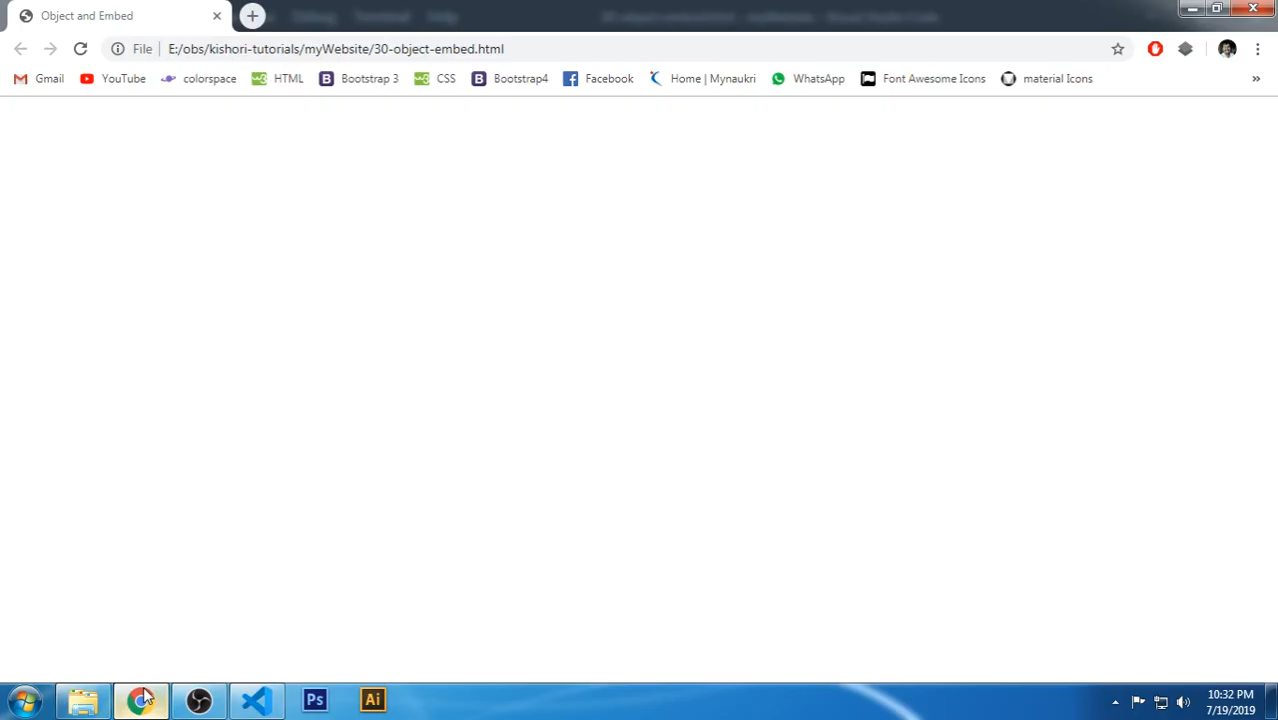 Object and Embed
File E:/obs/kishori-tutorials/myWebsite/30-object-embed.html
Gmail YouTube colorspace HTML Bootstrap 3 CSS Bootstrap4 Facebook Home | Mynaukri WhatsApp Font Awesome Icons material Icons »
Ps Ai
10:32 PM
7/19/2019